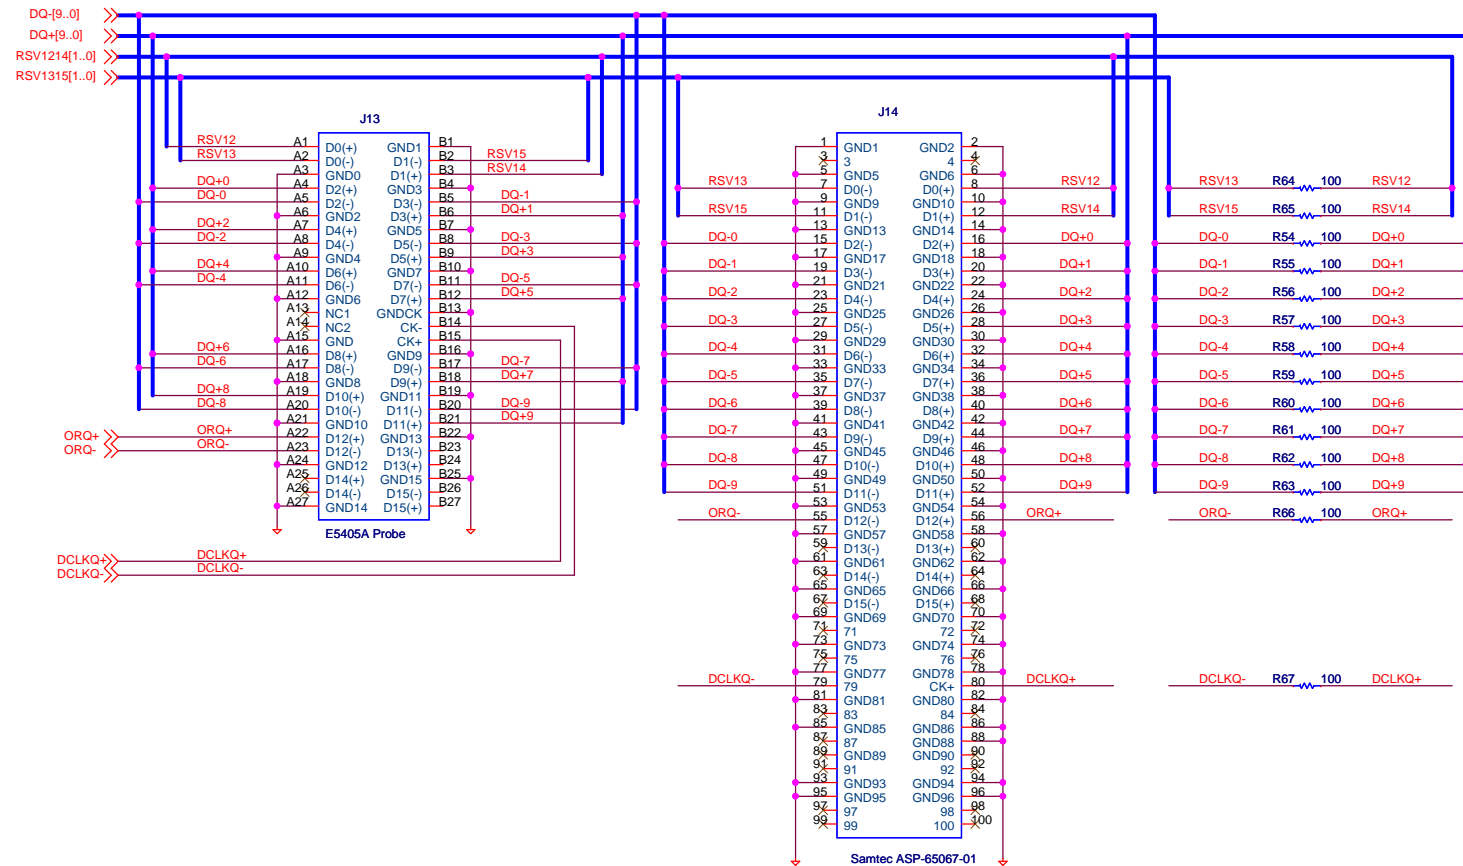 DQ-[9..0]
DQ+[9..0]
RSV1214[1..0]
RSV1315[1..0]
J13
RSV12 A1 D0(+) GND1 B1
RSV13 A2 D0(-) D1(-) B2 RSV15
A3 GND0 D1(+) B3 RSV14
DQ+0 A4 D2(+) GND3 B4
DQ-0 A5 D2(-) D3(-) B5 DQ-1
A6 GND2 D3(+) B6 DQ+1
DQ+2 A7 D4(+) GND5 B7
DQ-2 A8 D4(-) D5(-) B8 DQ-3
A9 GND4 D5(+) B9 DQ+3
DQ+4 A10 D6(+) GND7 B10
DQ-4 A11 D6(-) D7(-) B11 DQ-5
A12 GND6 D7(+) B12 DQ+5
A13 NC1 GNDCK B13
A14 NC2 CK- B14
A15 GND CK+ B15
DQ+6 A16 D8(+) GND9 B16
DQ-6 A17 D8(-) D9(-) B17 DQ-7
A18 GND8 D9(+) B18 DQ+7
DQ+8 A19 D10(+) GND11 B19
DQ-8 A20 D10(-) D11(-) B20 DQ-9
A21 GND10 D11(+) B21 DQ+9
ORQ+ ORQ+ A22 D12(+) GND13 B22
ORQ- ORQ- A23 D12(-) D13(-) B23
A24 GND12 D13(+) B24
A25 D14(+) GND15 B25
A26 D14(-) D15(-) B26
A27 GND14 D15(+) B27
E5405A Probe
DCLKQ+ DCLKQ+
DCLKQ- DCLKQ-
J14
1 GND1 GND2 2
3 3 4 4
5 GND5 GND6 6
RSV13 7 D0(-) D0(+) 8 RSV12
9 GND9 GND10 10
RSV15 11 D1(-) D1(+) 12 RSV14
13 GND13 GND14 14
DQ-0 15 D2(-) D2(+) 16 DQ+0
17 GND17 GND18 18
DQ-1 19 D3(-) D3(+) 20 DQ+1
21 GND21 GND22 22
DQ-2 23 D4(-) D4(+) 24 DQ+2
25 GND25 GND26 26
DQ-3 27 D5(-) D5(+) 28 DQ+3
29 GND29 GND30 30
DQ-4 31 D6(-) D6(+) 32 DQ+4
33 GND33 GND34 34
DQ-5 35 D7(-) D7(+) 36 DQ+5
37 GND37 GND38 38
DQ-6 39 D8(-) D8(+) 40 DQ+6
41 GND41 GND42 42
DQ-7 43 D9(-) D9(+) 44 DQ+7
45 GND45 GND46 46
DQ-8 47 D10(-) D10(+) 48 DQ+8
49 GND49 GND50 50
DQ-9 51 D11(-) D11(+) 52 DQ+9
53 GND53 GND54 54
ORQ- 55 D12(-) D12(+) 56 ORQ+
57 GND57 GND58 58
59 D13(-) D13(+) 60
61 GND61 GND62 62
63 D14(-) D14(+) 64
65 GND65 GND66 66
67 D15(-) D15(+) 68
69 GND69 GND70 70
71 71 72 72
73 GND73 GND74 74
75 75 76 76
77 GND77 GND78 78
DCLKQ- 79 79 CK+ 80 DCLKQ+
81 GND81 GND80 82
83 83 84 84
85 GND85 GND86 86
87 87 GND88 88
89 GND89 GND90 90
91 91 92 92
93 GND93 GND94 94
95 GND95 GND96 96
97 97 98 98
99 99 100 100
Samtec ASP-65067-01
RSV13 R64 100 RSV12
RSV15 R65 100 RSV14
DQ-0 R54 100 DQ+0
DQ-1 R55 100 DQ+1
DQ-2 R56 100 DQ+2
DQ-3 R57 100 DQ+3
DQ-4 R58 100 DQ+4
DQ-5 R59 100 DQ+5
DQ-6 R60 100 DQ+6
DQ-7 R61 100 DQ+7
DQ-8 R62 100 DQ+8
DQ-9 R63 100 DQ+9
ORQ- R66 100 ORQ+
DCLKQ- R67 100 DCLKQ+